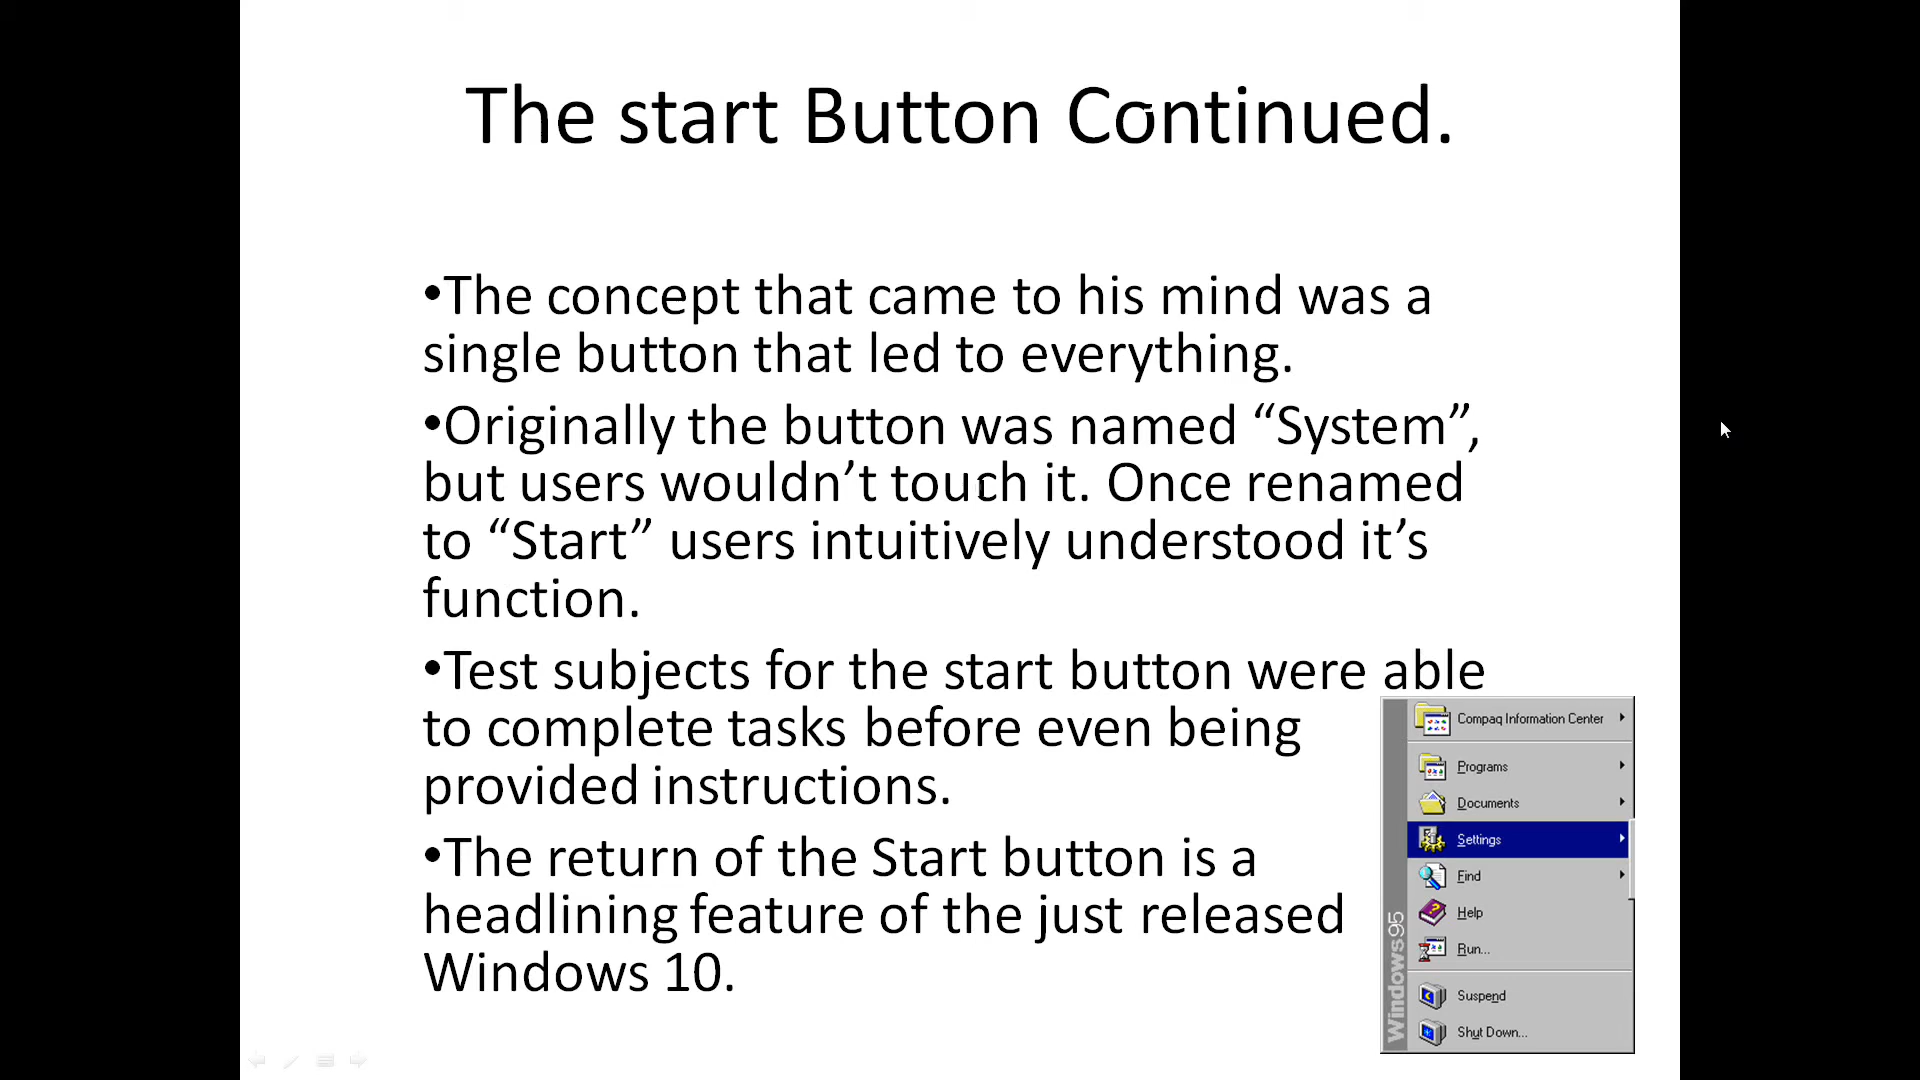 The start Button Continued.
•The concept that came to his mind was a
single button that led to everything.
•Originally the button was named “System”,
but users wouldn’t touch it. Once renamed
to “Start” users intuitively understood it’s
function.
•Test subjects for the start button were able
to complete tasks before even being
provided instructions.
•The return of the Start button is a
headlining feature of the just released
Windows 10.
Compaq Information Center
Programs
Documents
Settings
Find
Help
Run...
Suspend
Shut Down...
Windows95